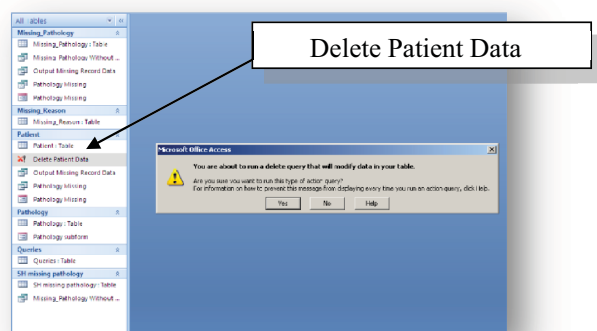 All Tables
Delete Patient Data
Missing_Pathology
Missing_Pathology : Table
Missing Pathology Without ...
Output Missing Record Data
Pathology Missing
Pathology Missing
Missing_Reason
Missing_Reason : Table
Patient
Patient : Table
Delete Patient Data
Output Missing Record Data
Pathology Missing
Pathology Missing
Pathology
Pathology : Table
Pathology subform
Queries
Queries : Table
SH missing pathology
SH missing pathology : Table
Missing_Pathology Without ...
Microsoft Office Access
You are about to run a delete query that will modify data in your table.
Are you sure you want to run this type of action query?
For information on how to prevent this message from displaying every time you run an action query, click Help.
Yes
No
Help